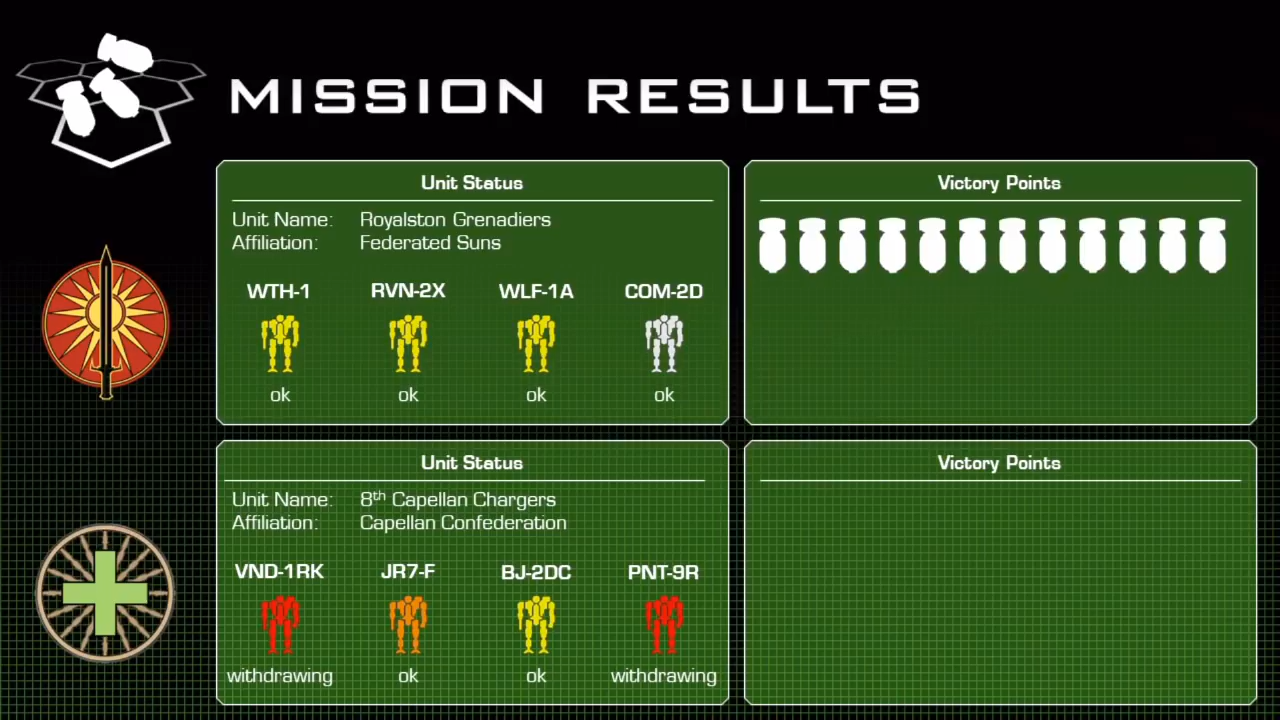 MISSION RESULTS
Unit Status
Unit Name: Royalston Grenadiers
Affiliation: Federated Suns
WTH-1 RVN-2X WLF-1A COM-2D
ok ok ok ok
Victory Points
Unit Status
Unit Name: 8th Capellan Chargers
Affiliation: Capellan Confederation
VND-1RK JR7-F BJ-2DC PNT-9R
withdrawing ok ok withdrawing
Victory Points